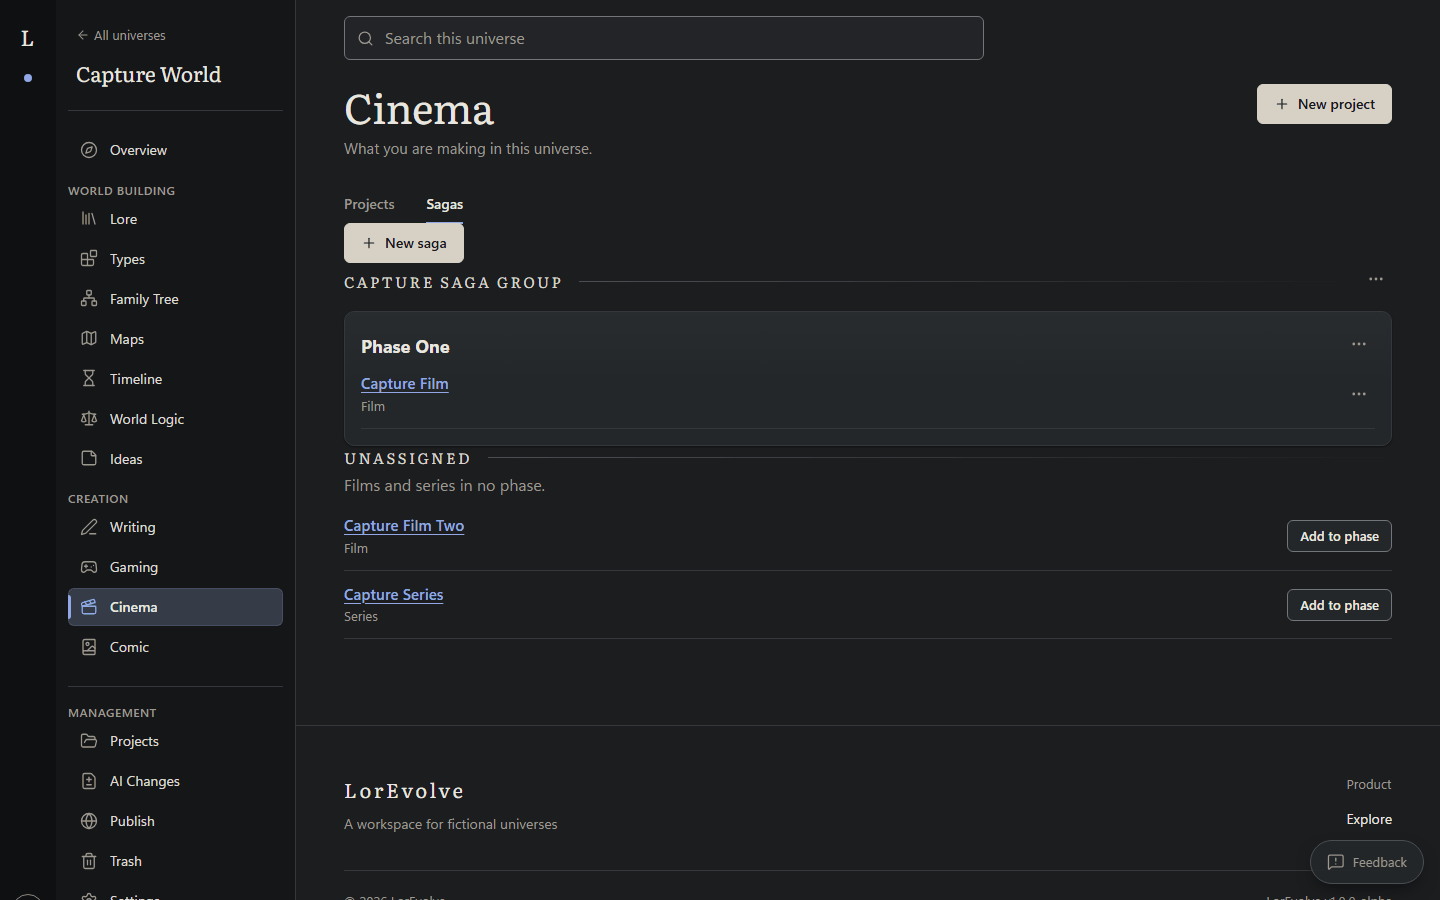 L
All universes
Capture World
Overview
WORLD BUILDING
Lore
Types
Family Tree
Maps
Timeline
World Logic
Ideas
CREATION
Writing
Gaming
Cinema
Comic
MANAGEMENT
Projects
AI Changes
Publish
Trash
Settings
Search this universe
Cinema
New project
What you are making in this universe.
Projects Sagas
New saga
CAPTURE SAGA GROUP
Phase One
Capture Film
Film
UNASSIGNED
Films and series in no phase.
Capture Film Two
Film
Add to phase
Capture Series
Series
Add to phase
LorEvolve
A workspace for fictional universes
Product
Explore
Feedback
© 2026 LorEvolve